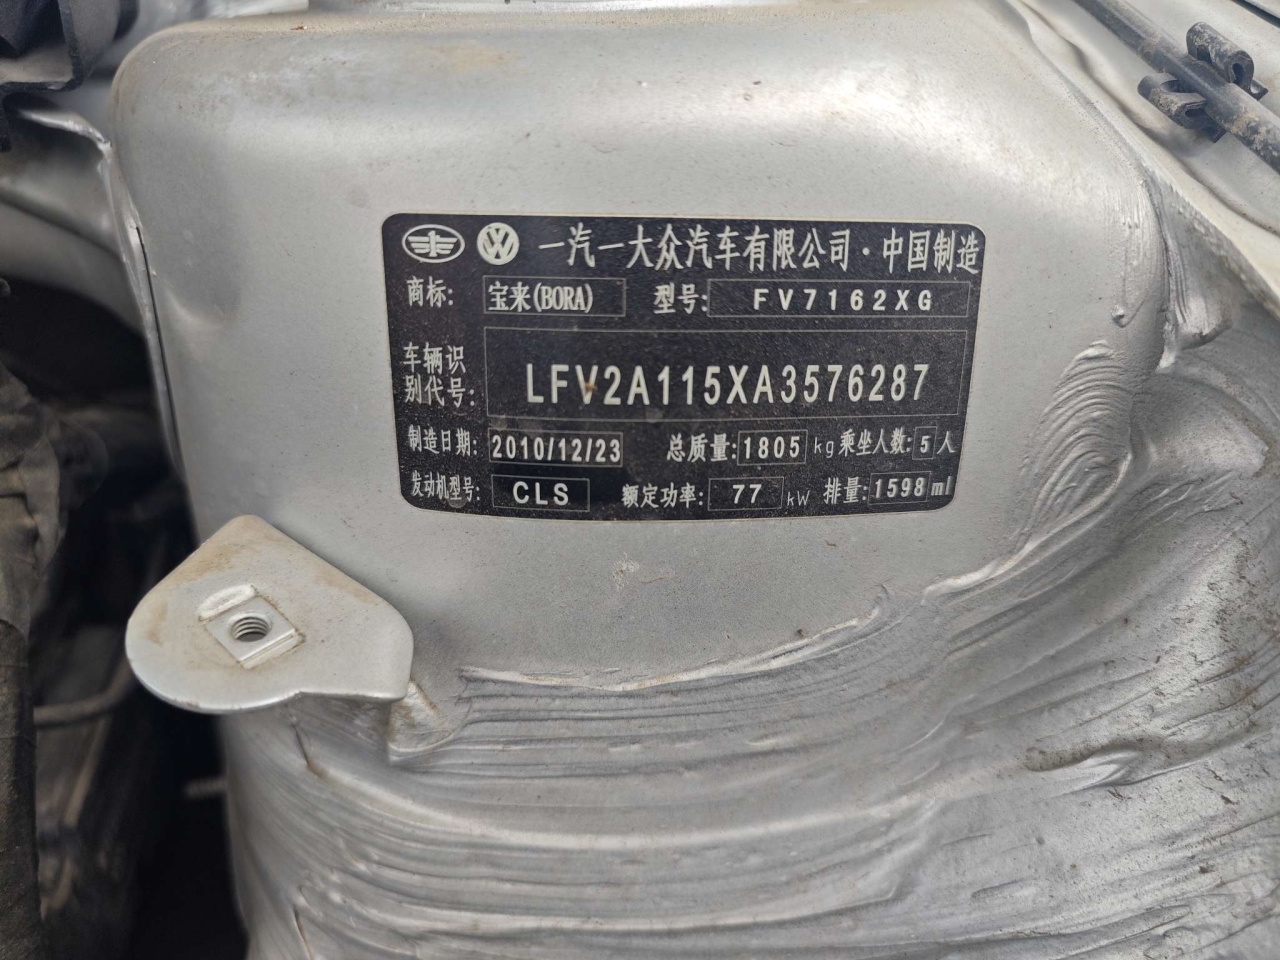 一汽一大众汽车有限公司·中国制造
商标: 宝来(BORA) 型号: FV7162XG
车辆识别代号: LFV2A115XA3576287
制造日期: 2010/12/23 总质量: 1805 kg 乘坐人数: 5 人
发动机型号: CLS 额定功率: 77 kW 排量: 1598 ml